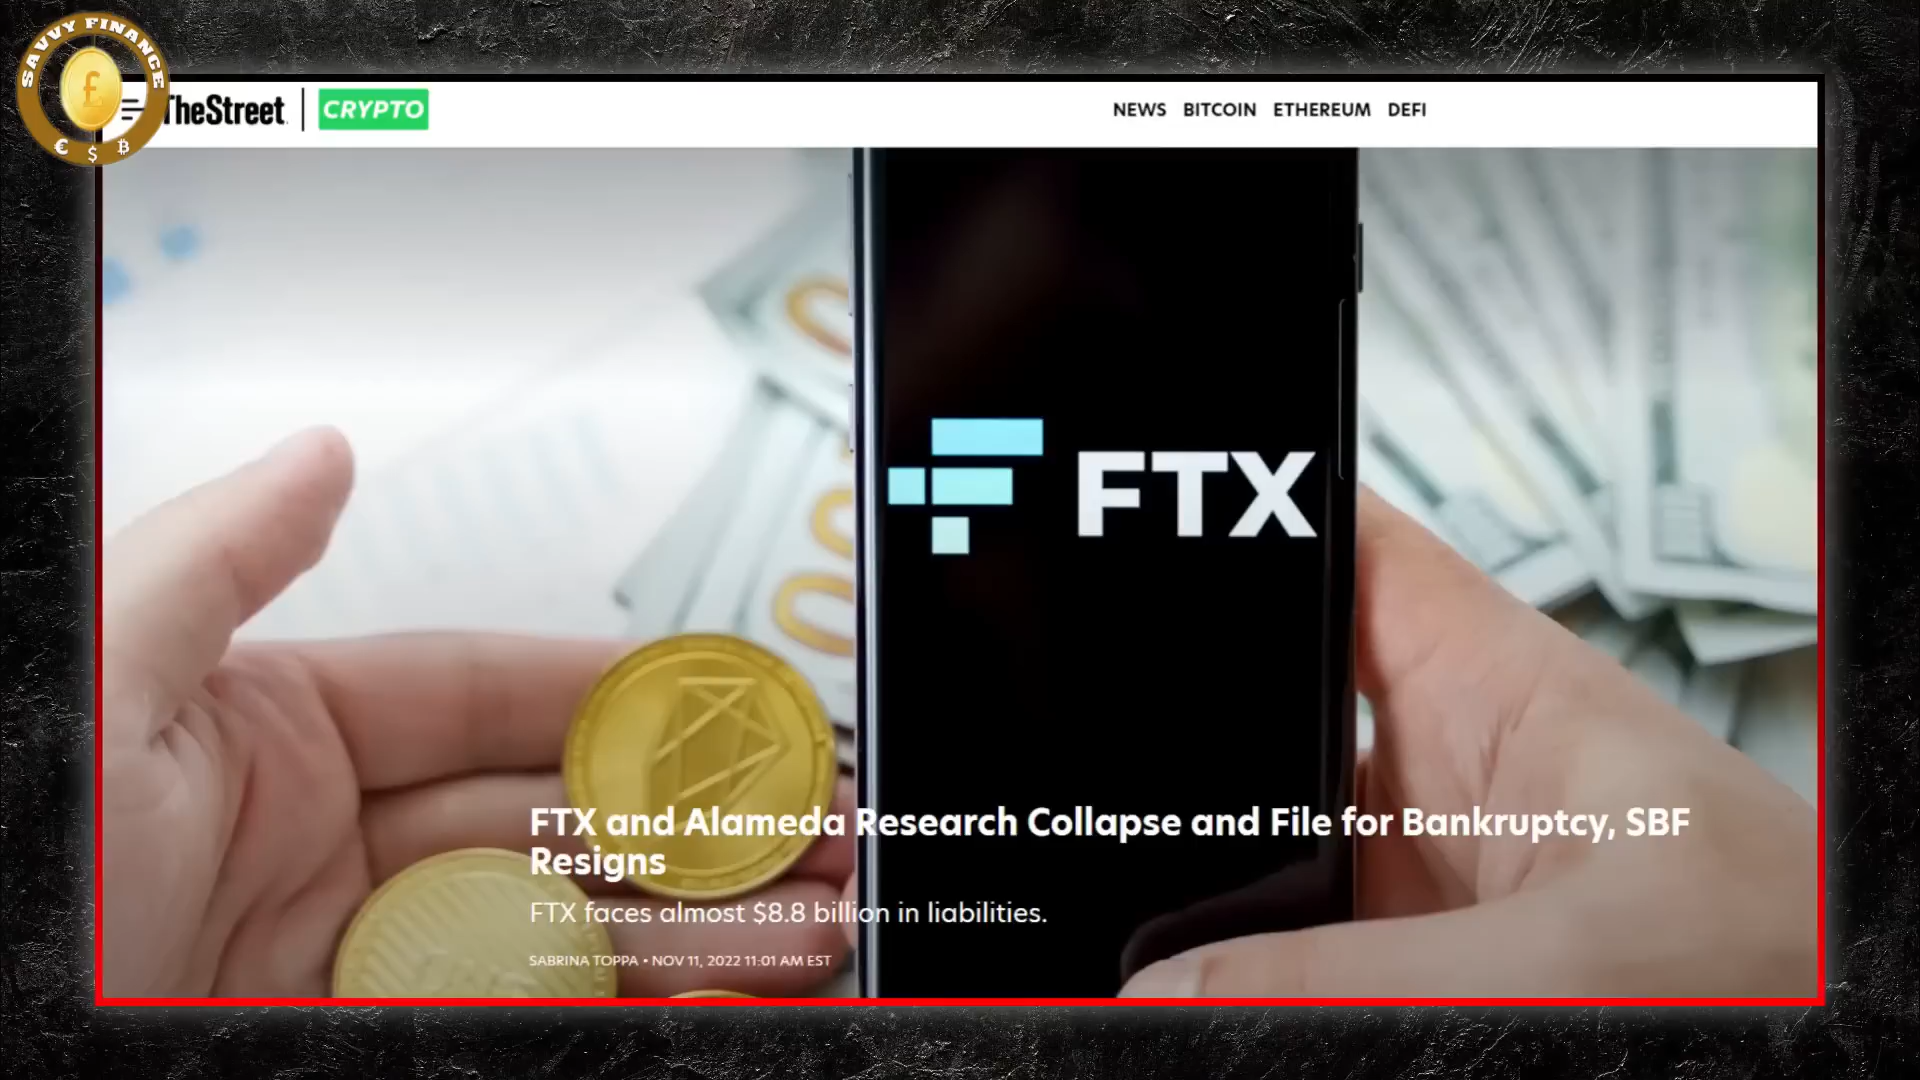 SAVVY FINANCE
£
€ $ ₿
TheStreet
CRYPTO
NEWS BITCOIN ETHEREUM DEFI
FTX
FTX and Alameda Research Collapse and File for Bankruptcy, SBF
Resigns
FTX faces almost $8.8 billion in liabilities.
SABRINA TOPPA • NOV 11, 2022 11:01 AM EST